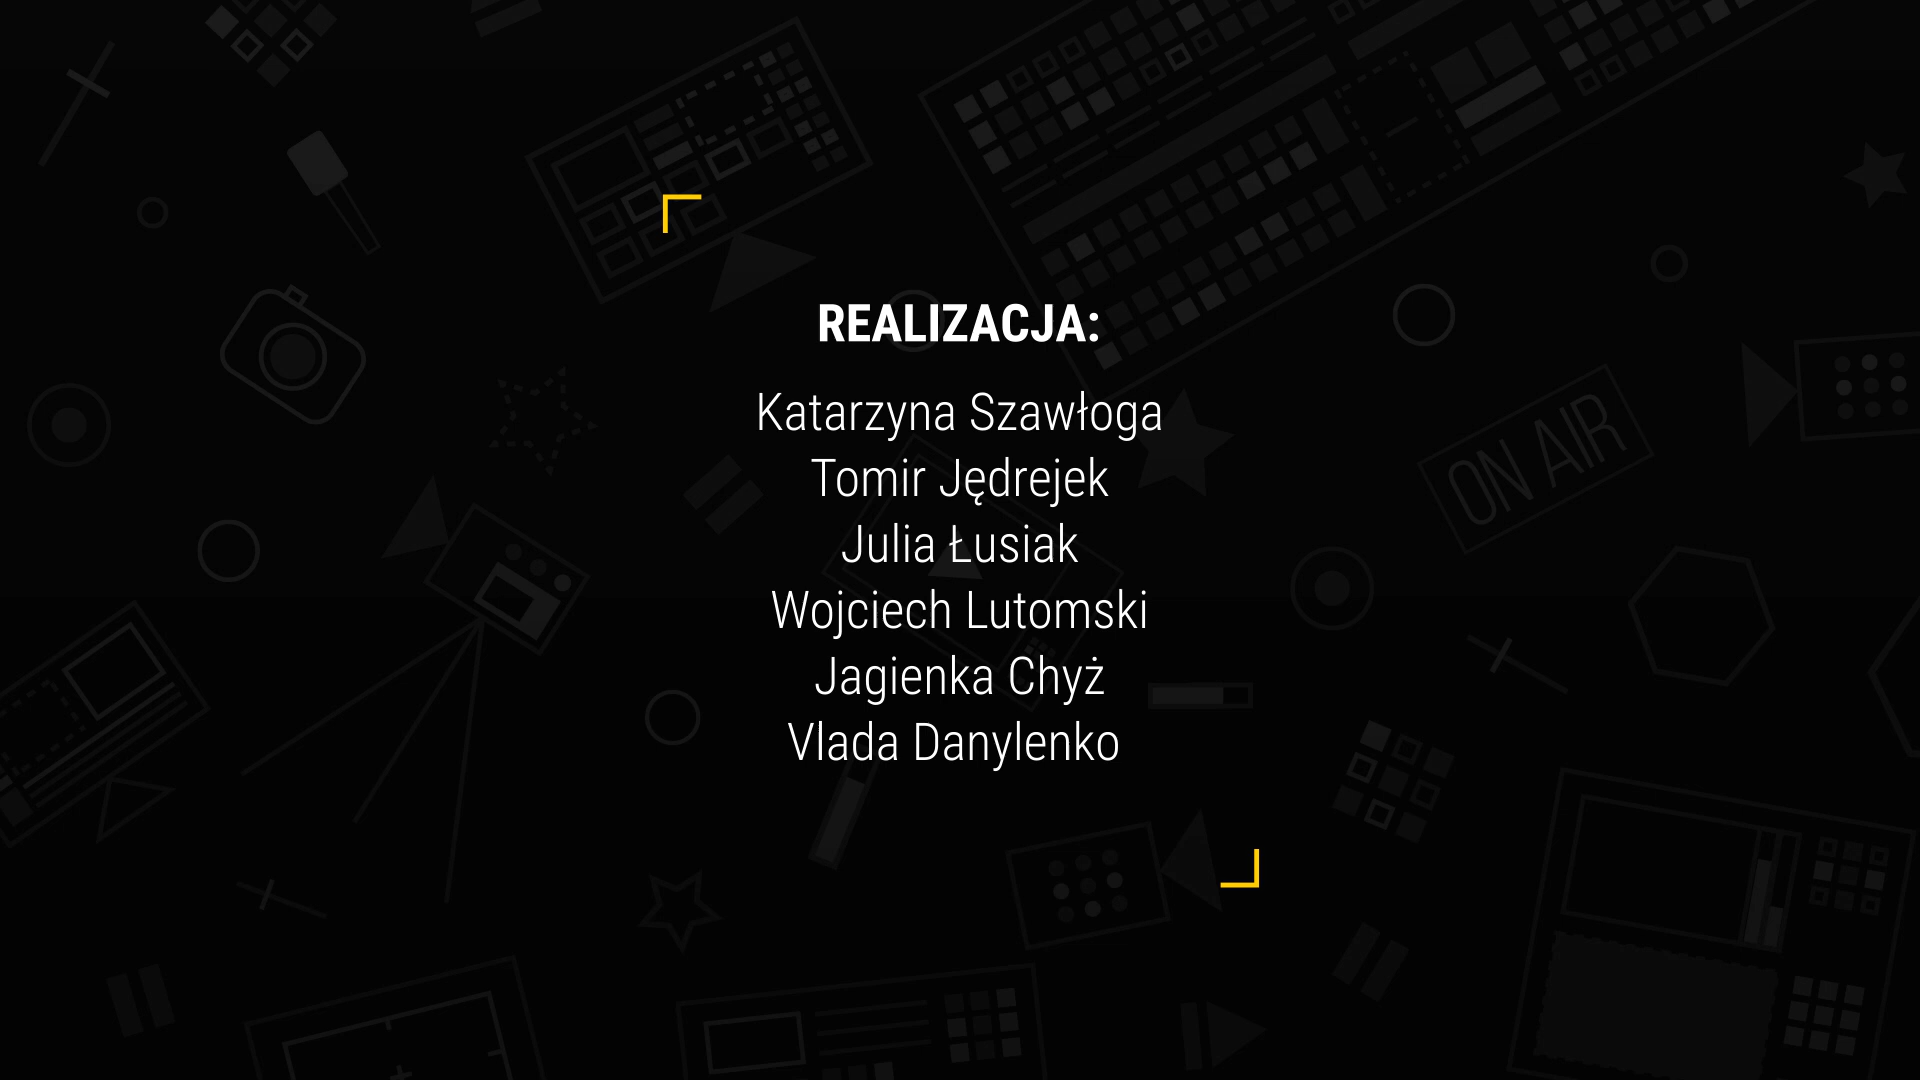 REALIZACJA:
Katarzyna Szawłoga
Tomir Jędrejek
Julia Łusiak
Wojciech Lutomski
Jagienka Chyż
Vlada Danylenko
ON AIR